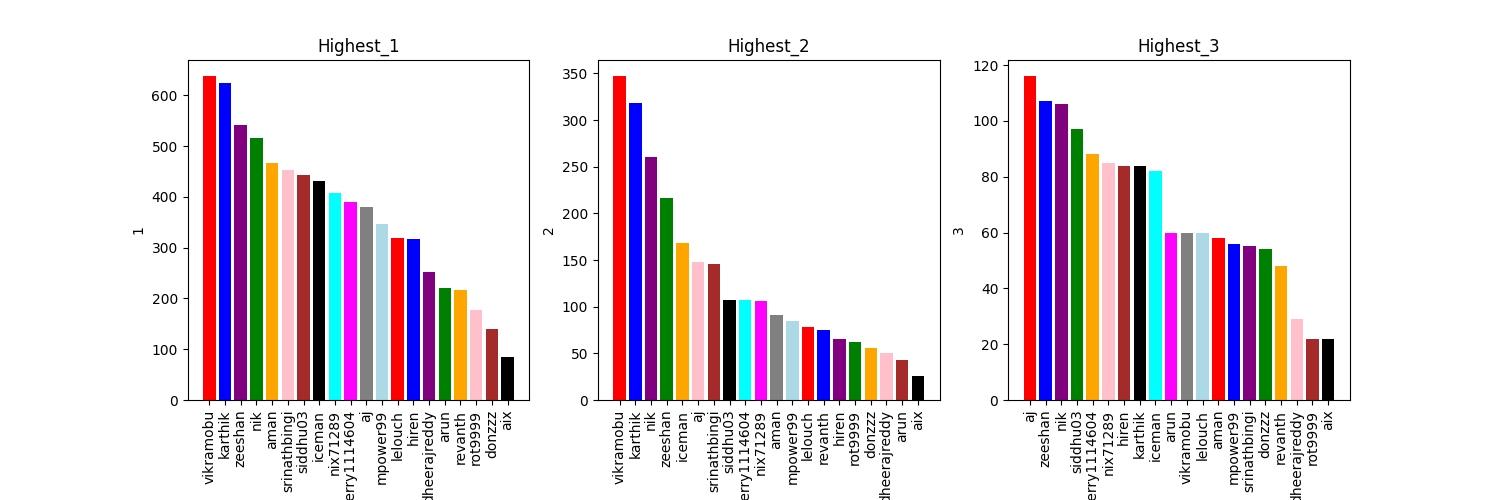 Highest_1
1
600
500
400
300
200
100
0
vikramobu
karthik
zeeshan
nik
aman
srinathbingi
siddhu03
iceman
nix71289
erry1114604
aj
mpower99
lelouch
hiren
dheerajreddy
arun
revanth
rot9999
donzzz
aix
Highest_2
2
350
300
250
200
150
100
50
0
vikramobu
karthik
nik
zeeshan
iceman
aj
srinathbingi
siddhu03
erry1114604
nix71289
aman
mpower99
lelouch
revanth
hiren
rot9999
donzzz
dheerajreddy
arun
aix
Highest_3
3
120
100
80
60
40
20
0
aj
zeeshan
nik
siddhu03
erry1114604
nix71289
hiren
karthik
iceman
arun
vikramobu
lelouch
aman
mpower99
srinathbingi
donzzz
revanth
dheerajreddy
rot9999
aix